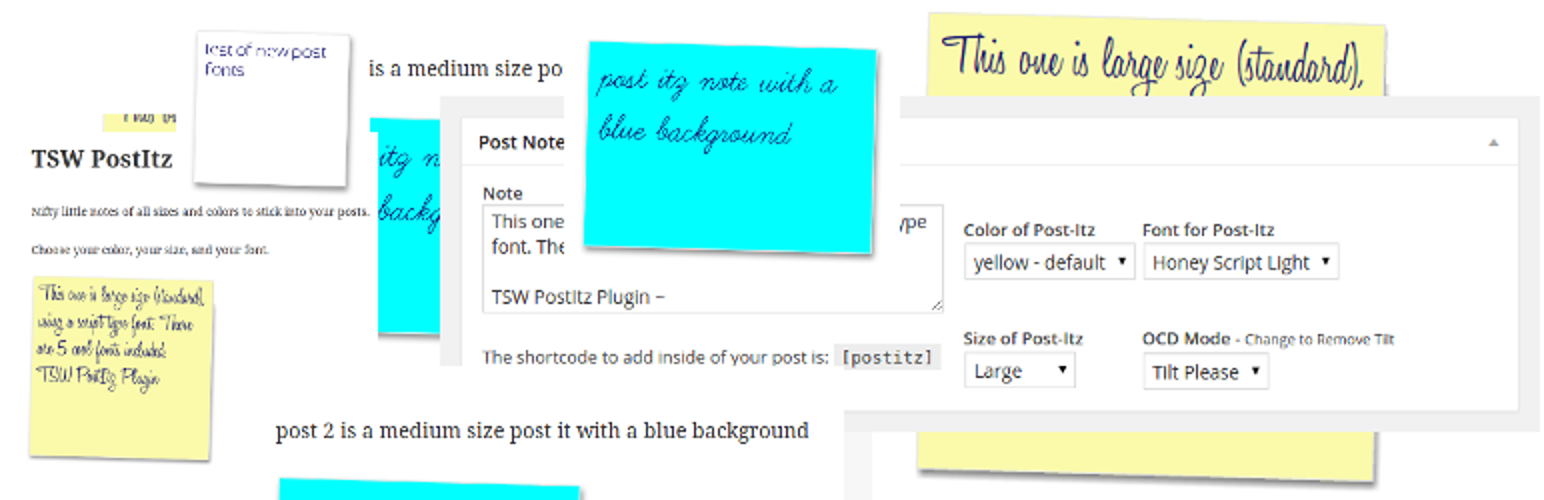 test of new post
fonts
is a medium size po
post itz note with a
blue background
This one is large size (standard),
TSW PostItz
Nifty little notes of all sizes and colors to stick into your posts.
Choose your color, your size, and your font.
itz n
backg
Post Note
Note
This one
ype
font. The
TSW PostItz Plugin –
The shortcode to add inside of your post is: [postitz]
Color of Post-Itz
yellow - default
Font for Post-Itz
Honey Script Light
Size of Post-Itz
Large
OCD Mode - Change to Remove Tilt
Tilt Please
This one is large size (standard),
using a script type font. There
are 5 cool fonts included.
TSW PostItz Plugin
post 2 is a medium size post it with a blue background